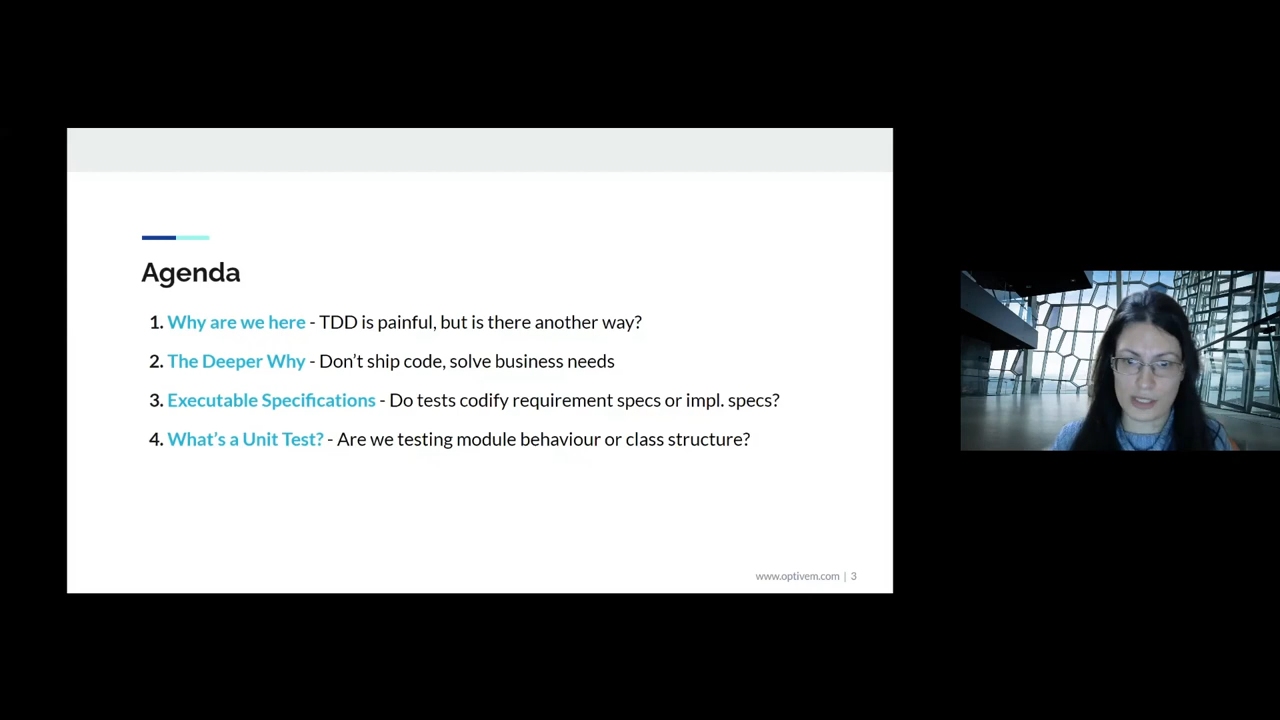 Agenda
1. Why are we here - TDD is painful, but is there another way?
2. The Deeper Why - Don’t ship code, solve business needs
3. Executable Specifications - Do tests codify requirement specs or impl. specs?
4. What’s a Unit Test? - Are we testing module behaviour or class structure?
www.optivem.com | 3